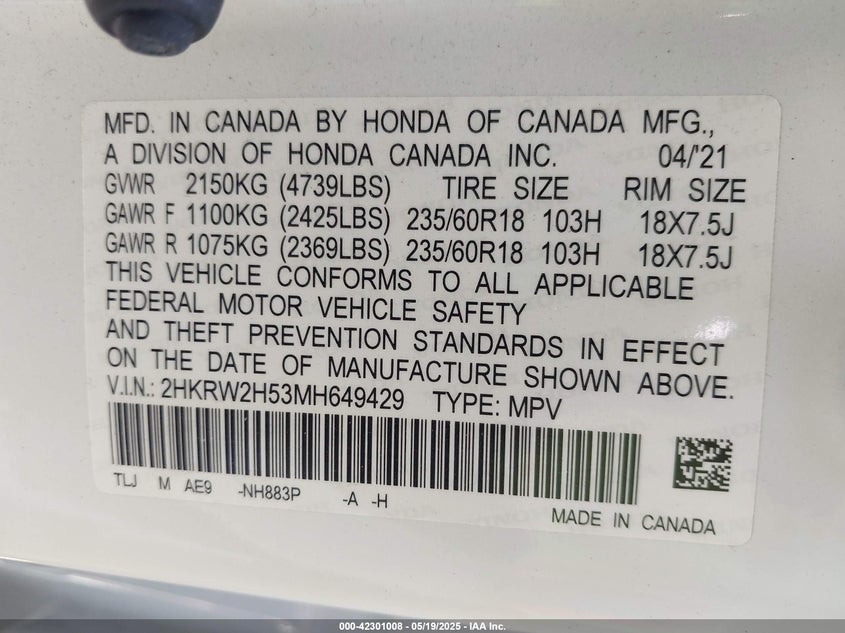 MFD. IN CANADA BY HONDA OF CANADA MFG.,
A DIVISION OF HONDA CANADA INC. 04/'21
GVWR 2150KG (4739LBS) TIRE SIZE RIM SIZE
GAWR F 1100KG (2425LBS) 235/60R18 103H 18X7.5J
GAWR R 1075KG (2369LBS) 235/60R18 103H 18X7.5J
THIS VEHICLE CONFORMS TO ALL APPLICABLE
FEDERAL MOTOR VEHICLE SAFETY
AND THEFT PREVENTION STANDARDS IN EFFECT
ON THE DATE OF MANUFACTURE SHOWN ABOVE.
V.I.N.: 2HKRW2H53MH649429 TYPE: MPV
TLJ M AE9 -NH883P -A -H
MADE IN CANADA
000-42301008 - 05/19/2025 - IAA Inc.